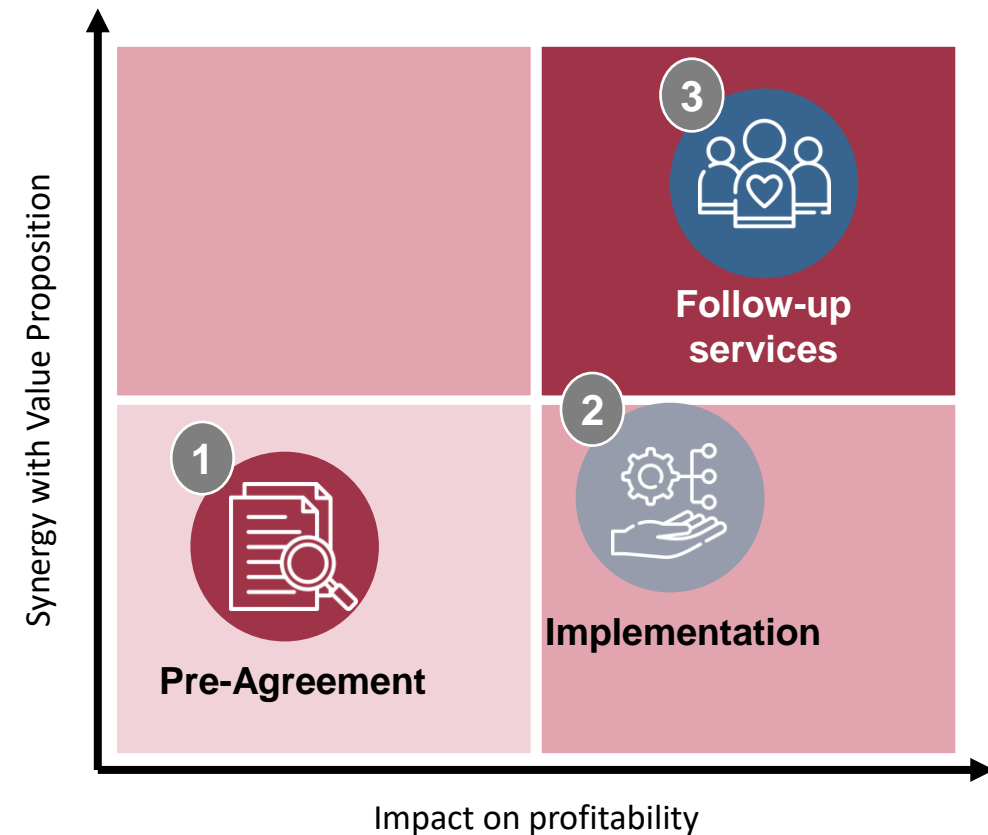 Synergy with Value Proposition
3
Follow-up
services
1
Pre-Agreement
2
Implementation
Impact on profitability